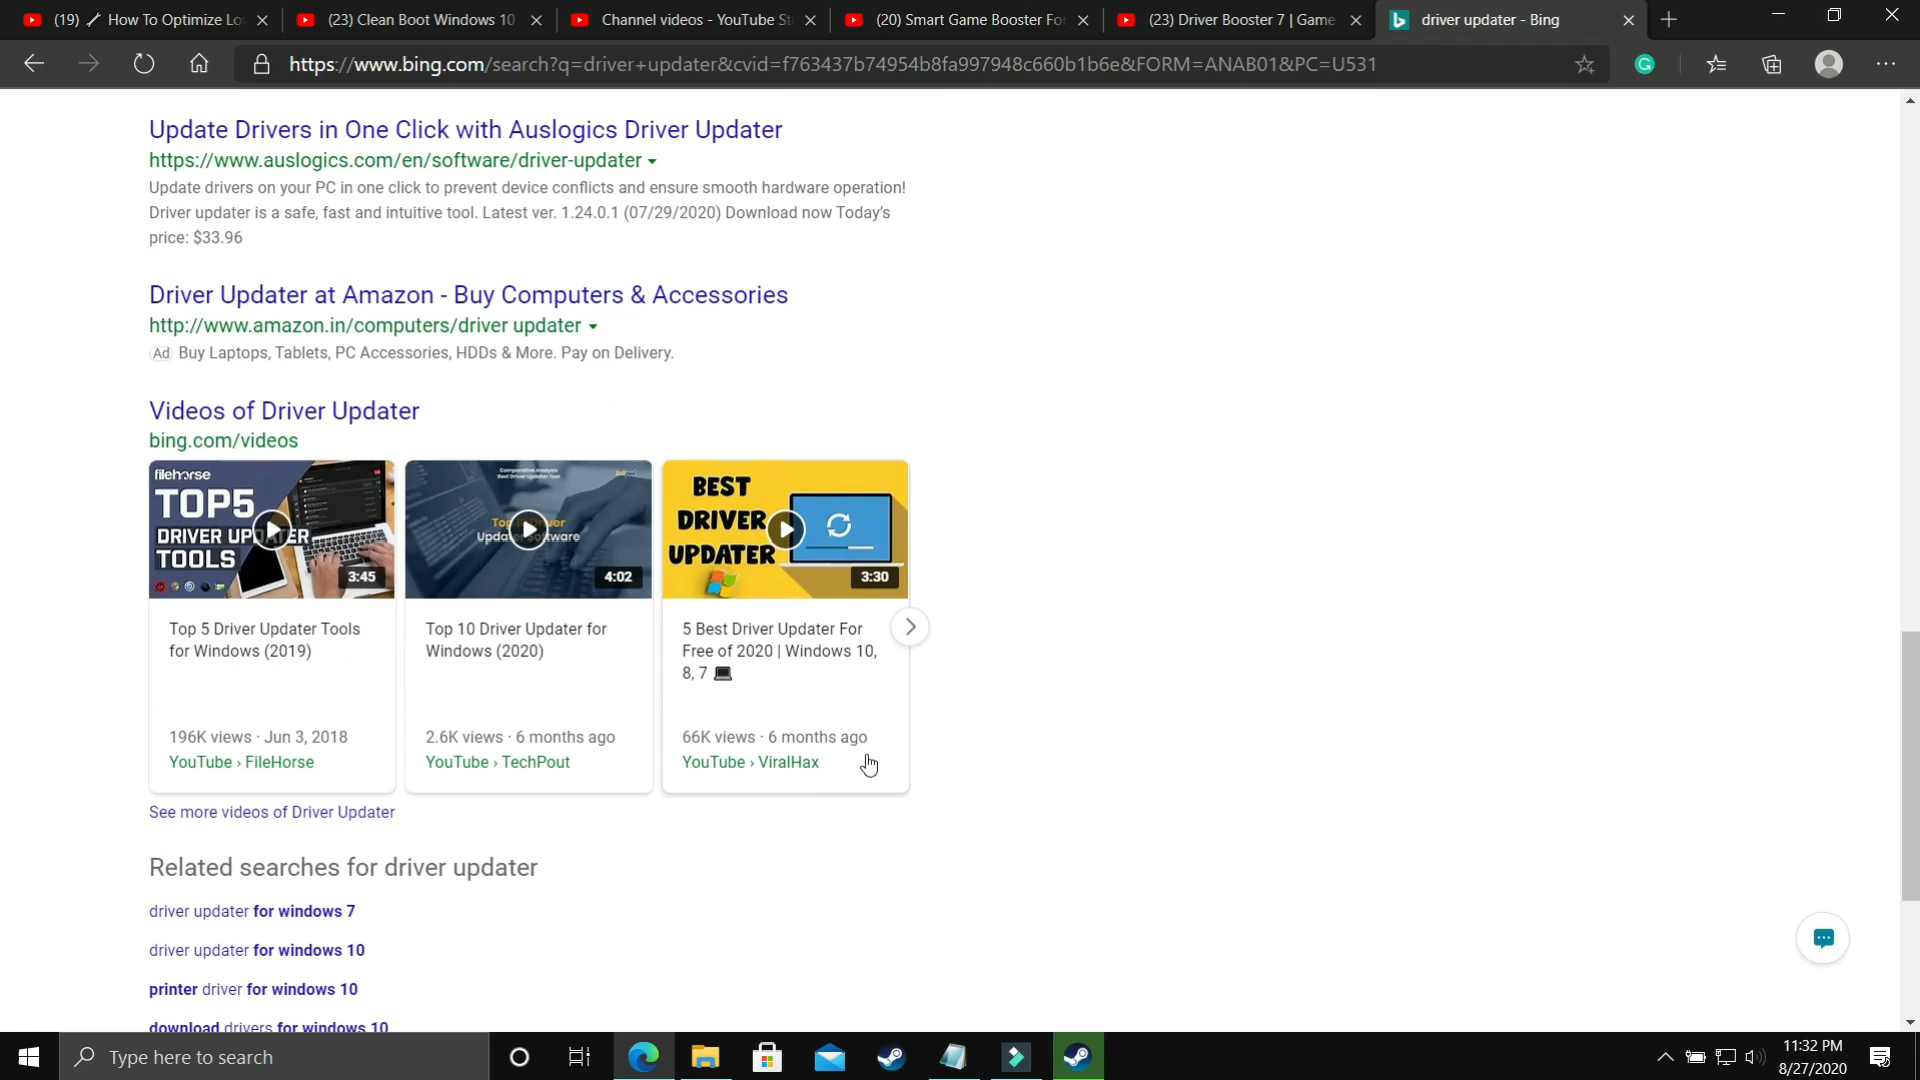 (19) 🔧 How To Optimize Lo
(23) Clean Boot Windows 10
Channel videos - YouTube St
(20) Smart Game Booster Fo
(23) Driver Booster 7 | Game
driver updater - Bing
https://www.bing.com/search?q=driver+updater&cvid=f763437b74954b8fa997948c660b1b6e&FORM=ANAB01&PC=U531
Update Drivers in One Click with Auslogics Driver Updater
https://www.auslogics.com/en/software/driver-updater
Update drivers on your PC in one click to prevent device conflicts and ensure smooth hardware operation!
Driver updater is a safe, fast and intuitive tool. Latest ver. 1.24.0.1 (07/29/2020) Download now Today's
price: $33.96
Driver Updater at Amazon - Buy Computers & Accessories
http://www.amazon.in/computers/driver updater
Ad Buy Laptops, Tablets, PC Accessories, HDDs & More. Pay on Delivery.
Videos of Driver Updater
bing.com/videos
filehorse
TOP5
DRIVER UPDATER
TOOLS
3:45
Comparative Analysis
Best Driver Updater Tool
Updater Software
4:02
BEST
DRIVER
UPDATER
3:30
Top 5 Driver Updater Tools
for Windows (2019)
196K views · Jun 3, 2018
YouTube › FileHorse
Top 10 Driver Updater for
Windows (2020)
2.6K views · 6 months ago
YouTube › TechPout
5 Best Driver Updater For
Free of 2020 | Windows 10,
8, 7 💻
66K views · 6 months ago
YouTube › ViralHax
See more videos of Driver Updater
Related searches for driver updater
driver updater for windows 7
driver updater for windows 10
printer driver for windows 10
download drivers for windows 10
Type here to search
11:32 PM
8/27/2020